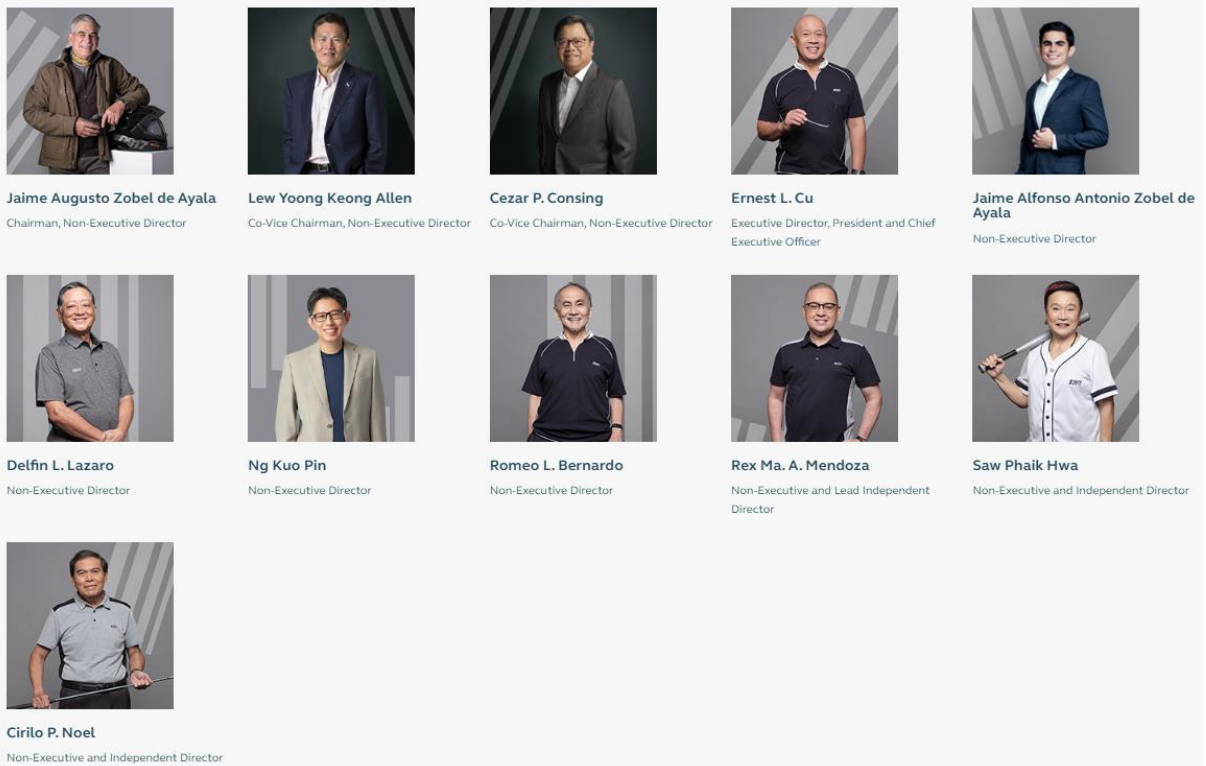 Jaime Augusto Zobel de Ayala
Chairman, Non-Executive Director
Lew Yoong Keong Allen
Co-Vice Chairman, Non-Executive Director
Cezar P. Consing
Co-Vice Chairman, Non-Executive Director
Ernest L. Cu
Executive Director, President and Chief
Executive Officer
Jaime Alfonso Antonio Zobel de
Ayala
Non-Executive Director
Delfin L. Lazaro
Non-Executive Director
Ng Kuo Pin
Non-Executive Director
Romeo L. Bernardo
Non-Executive Director
Rex Ma. A. Mendoza
Non-Executive and Lead Independent
Director
Saw Phaik Hwa
Non-Executive and Independent Director
Cirilo P. Noel
Non-Executive and Independent Director